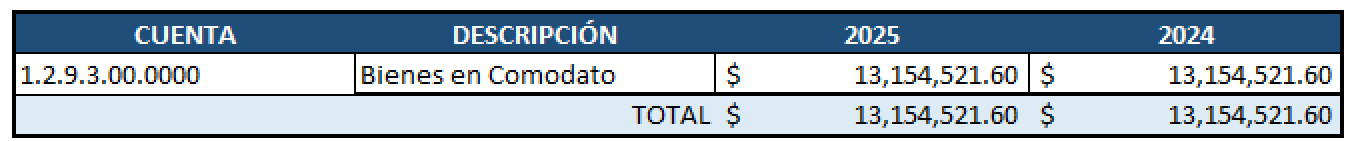 CUENTA DESCRIPCIÓN 2025 2024
1.2.9.3.00.0000 Bienes en Comodato $ 13,154,521.60 $ 13,154,521.60
TOTAL $ 13,154,521.60 $ 13,154,521.60